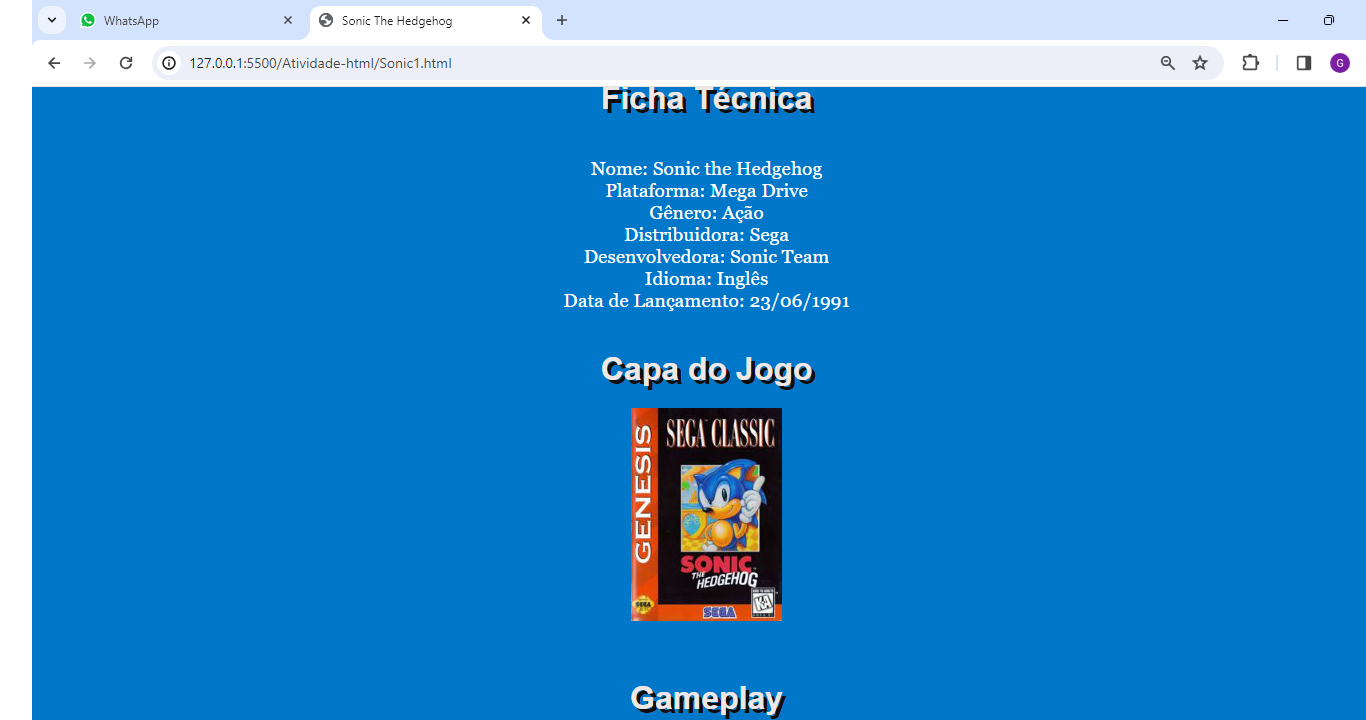 WhatsApp
Sonic The Hedgehog
127.0.0.1:5500/Atividade-html/Sonic1.html
G
Ficha Técnica
Nome: Sonic the Hedgehog
Plataforma: Mega Drive
Gênero: Ação
Distribuidora: Sega
Desenvolvedora: Sonic Team
Idioma: Inglês
Data de Lançamento: 23/06/1991
Capa do Jogo
GENESIS
SEGA CLASSIC
SONIC
THE
HEDGEHOG
SEGA
SEGA
K-A
Gameplay